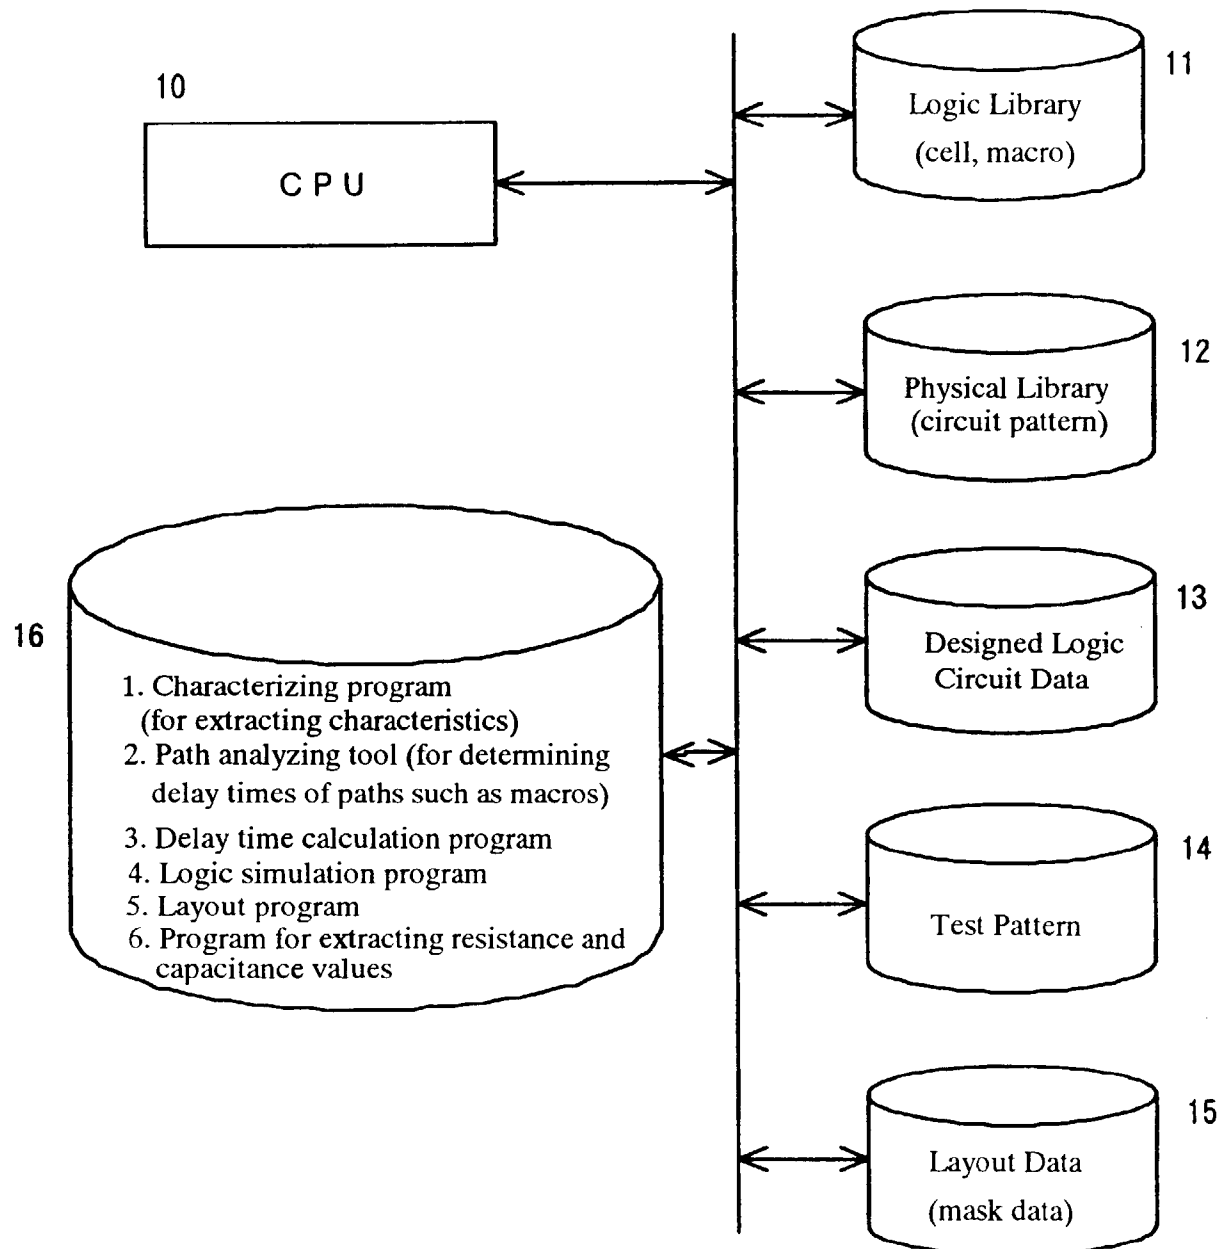 10
C P U
11
Logic Library
(cell, macro)
12
Physical Library
(circuit pattern)
13
Designed Logic
Circuit Data
14
Test Pattern
15
Layout Data
(mask data)
16
1. Characterizing program
(for extracting characteristics)
2. Path analyzing tool (for determining
delay times of paths such as macros)
3. Delay time calculation program
4. Logic simulation program
5. Layout program
6. Program for extracting resistance and
capacitance values